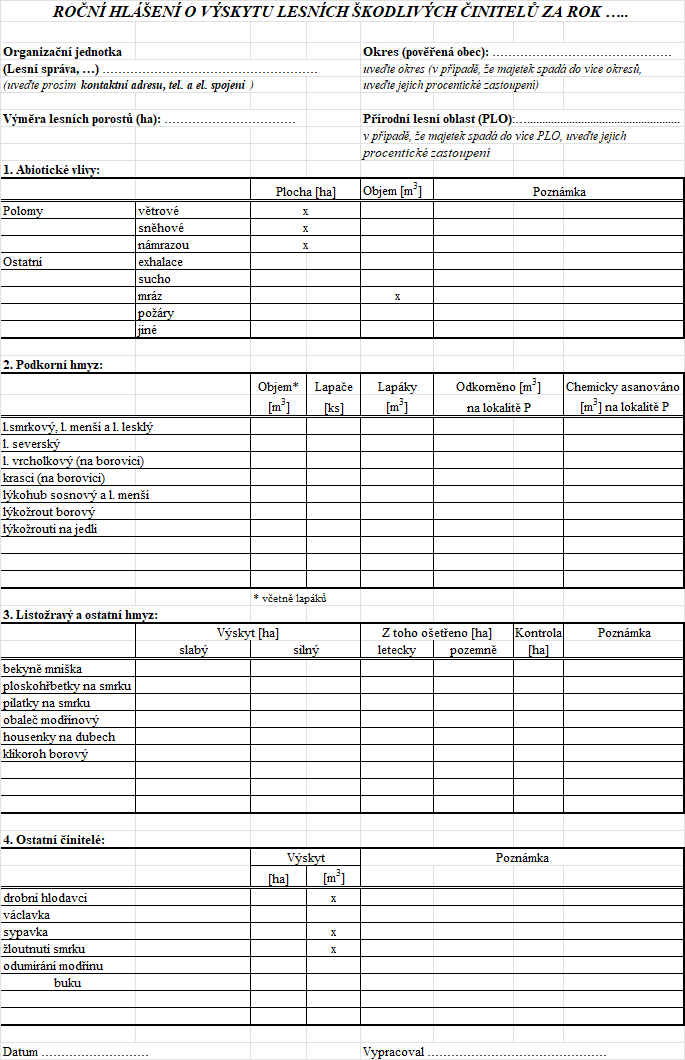 ROČNÍ HLÁŠENÍ O VÝSKYTU LESNÍCH ŠKODLIVÝCH ČINITELŮ ZA ROK …..
Organizační jednotka Okres (pověřená obec): ……………………………………
(Lesní správa, …) …………………………………………… uveďte okres (v případě, že majetek spadá do více okresů,
(uveďte prosím kontaktní adresu, tel. a el. spojení ) uveďte jejich procentické zastoupení)
Výměra lesních porostů (ha): ………………………… Přírodní lesní oblast (PLO):…...................................................
v případě, že majetek spadá do více PLO, uveďte jejich
procentické zastoupení
1. Abiotické vlivy:
Plocha [ha] Objem [m³] Poznámka
Polomy větrové x
sněhové x
námrazou x
Ostatní exhalace
sucho
mráz x
požáry
jiné
2. Podkorní hmyz:
Objem* Lapače Lapáky Odkorněno [m³] Chemicky asanováno
[m³] [ks] [m³] na lokalitě P [m³] na lokalitě P
l.smrkový, l. menší a l. lesklý
l. severský
l. vrcholkový (na borovici)
krasci (na borovici)
lýkohub sosnový a l. menší
lýkožrout borový
lýkožrouti na jedli
* včetně lapáků
3. Listožravý a ostatní hmyz:
Výskyt [ha] Z toho ošetřeno [ha] Kontrola Poznámka
slabý silný letecky pozemně [ha]
bekyně mniška
ploskohřbetky na smrku
pilatky na smrku
obaleč modřínový
housenky na dubech
klikoroh borový
4. Ostatní činitelé:
Výskyt Poznámka
[ha] [m³]
drobní hlodavci x
václavka
sypavka x
žloutnutí smrku x
odumírání modřínu
buku
Datum …………………… Vypracoval ……………………………………